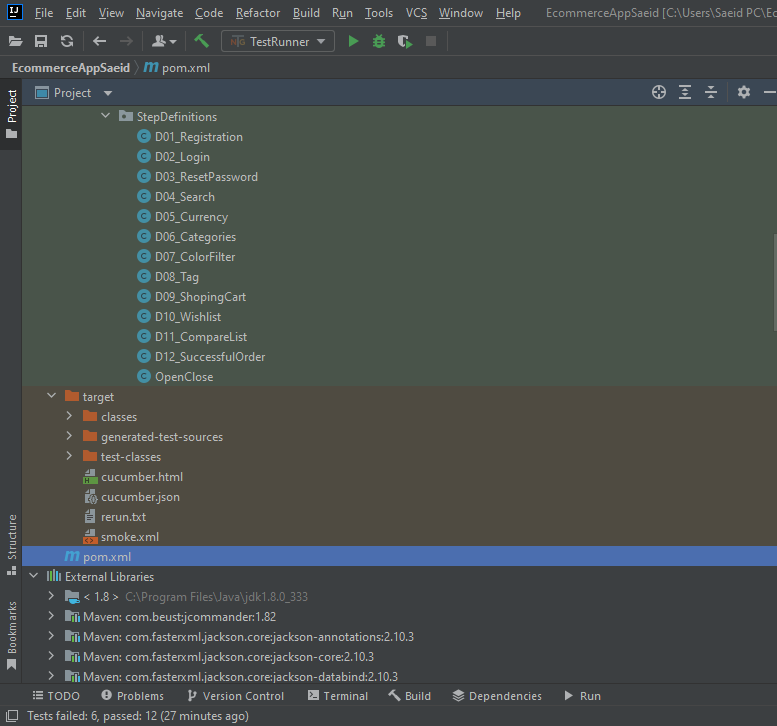 IJ File Edit View Navigate Code Refactor Build Run Tools VCS Window Help EcommerceAppSaeid [C:\Users\Saeid PC\Ec
NG TestRunner
EcommerceAppSaeid m pom.xml
Project
Project
StepDefinitions
C D01_Registration
C D02_Login
C D03_ResetPassword
C D04_Search
C D05_Currency
C D06_Categories
C D07_ColorFilter
C D08_Tag
C D09_ShopingCart
C D10_Wishlist
C D11_CompareList
C D12_SuccessfulOrder
C OpenClose
target
classes
generated-test-sources
test-classes
H cucumber.html
cucumber.json
rerun.txt
smoke.xml
m pom.xml
Structure
External Libraries
< 1.8 > C:\Program Files\Java\jdk1.8.0_333
Maven: com.beust:jcommander:1.82
Bookmarks
Maven: com.fasterxml.jackson.core:jackson-annotations:2.10.3
Maven: com.fasterxml.jackson.core:jackson-core:2.10.3
Maven: com.fasterxml.jackson.core:jackson-databind:2.10.3
TODO Problems Version Control Terminal Build Dependencies Run
Tests failed: 6, passed: 12 (27 minutes ago)